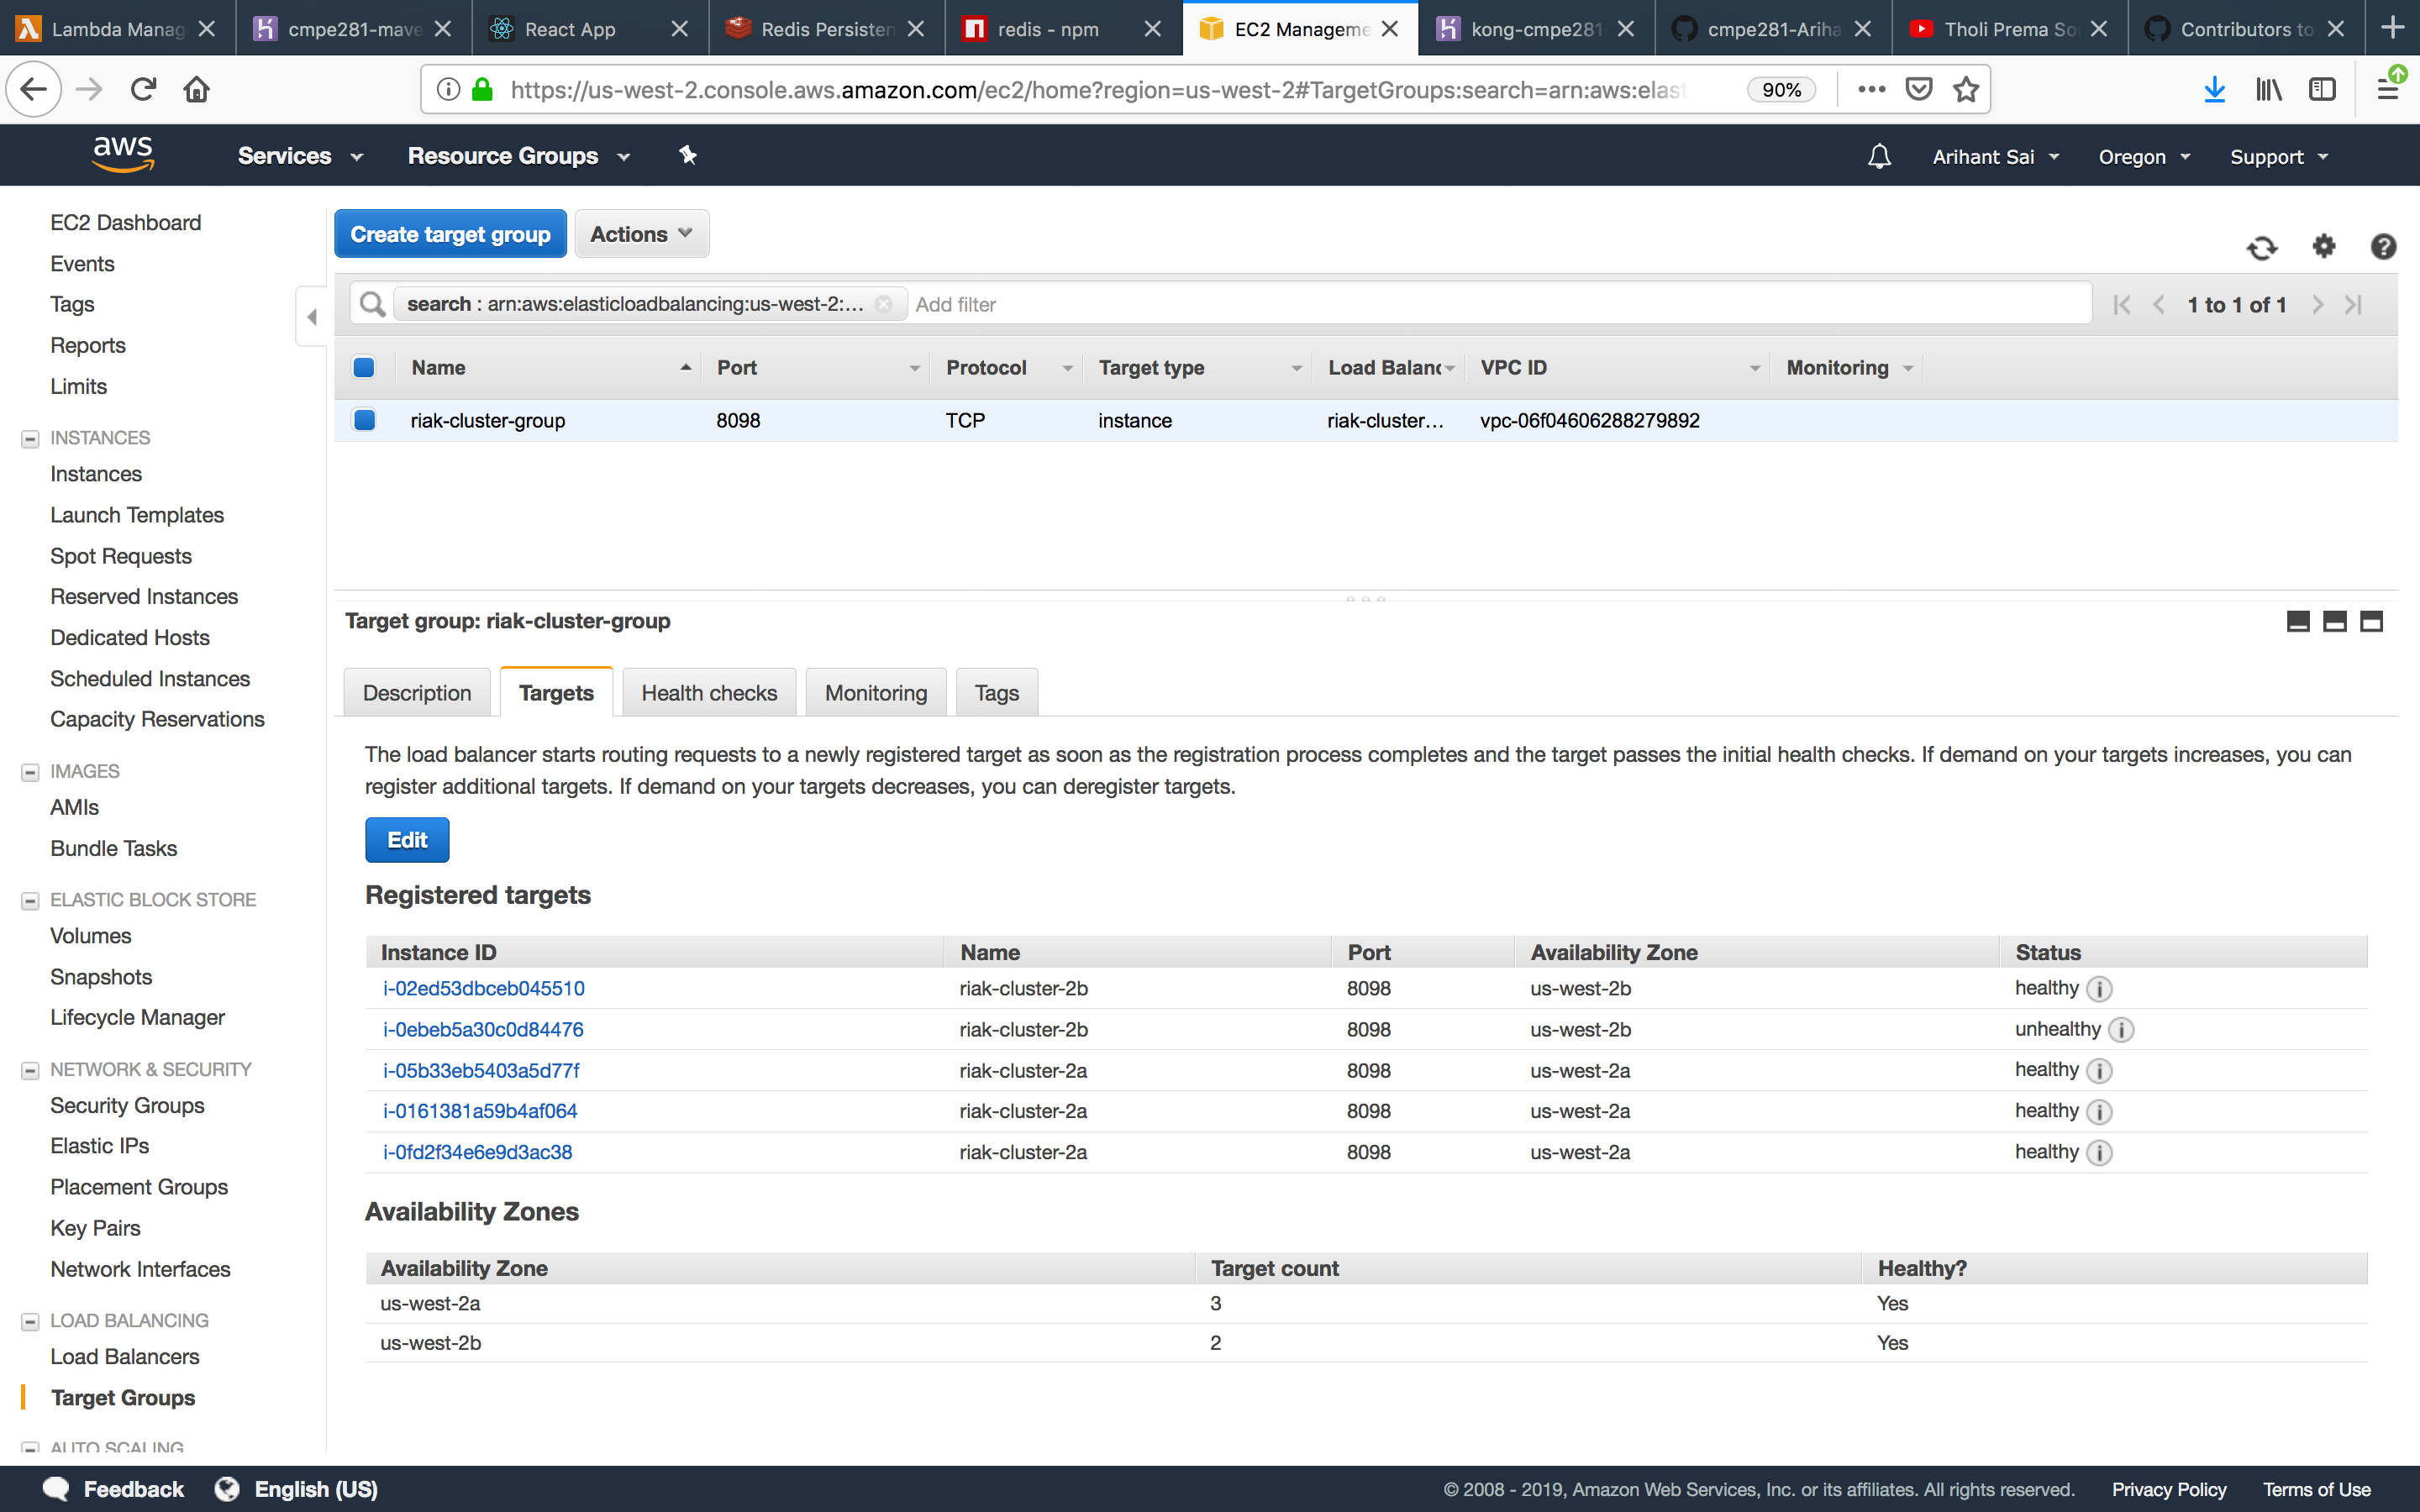 Lambda Manag
cmpe281-mave
React App
Redis Persisten
redis - npm
EC2 Manageme
kong-cmpe281-
cmpe281-Ariha
Tholi Prema So
Contributors to
https://us-west-2.console.aws.amazon.com/ec2/home?region=us-west-2#TargetGroups:search=arn:aws:elast
90%
aws
Services
Resource Groups
Arihant Sai
Oregon
Support
EC2 Dashboard
Events
Tags
Reports
Limits
INSTANCES
Instances
Launch Templates
Spot Requests
Reserved Instances
Dedicated Hosts
Scheduled Instances
Capacity Reservations
IMAGES
AMIs
Bundle Tasks
ELASTIC BLOCK STORE
Volumes
Snapshots
Lifecycle Manager
NETWORK & SECURITY
Security Groups
Elastic IPs
Placement Groups
Key Pairs
Network Interfaces
LOAD BALANCING
Load Balancers
Target Groups
AUTO SCALING
Create target group
Actions
search : arn:aws:elasticloadbalancing:us-west-2:...
Add filter
1 to 1 of 1
Name Port Protocol Target type Load Balanc VPC ID Monitoring
riak-cluster-group 8098 TCP instance riak-cluster... vpc-06f04606288279892
Target group: riak-cluster-group
Description Targets Health checks Monitoring Tags
The load balancer starts routing requests to a newly registered target as soon as the registration process completes and the target passes the initial health checks. If demand on your targets increases, you can
register additional targets. If demand on your targets decreases, you can deregister targets.
Edit
Registered targets
Instance ID Name Port Availability Zone Status
i-02ed53dbceb045510 riak-cluster-2b 8098 us-west-2b healthy
i-0ebeb5a30c0d84476 riak-cluster-2b 8098 us-west-2b unhealthy
i-05b33eb5403a5d77f riak-cluster-2a 8098 us-west-2a healthy
i-0161381a59b4af064 riak-cluster-2a 8098 us-west-2a healthy
i-0fd2f34e6e9d3ac38 riak-cluster-2a 8098 us-west-2a healthy
Availability Zones
Availability Zone Target count Healthy?
us-west-2a 3 Yes
us-west-2b 2 Yes
Feedback
English (US)
© 2008 - 2019, Amazon Web Services, Inc. or its affiliates. All rights reserved.
Privacy Policy
Terms of Use